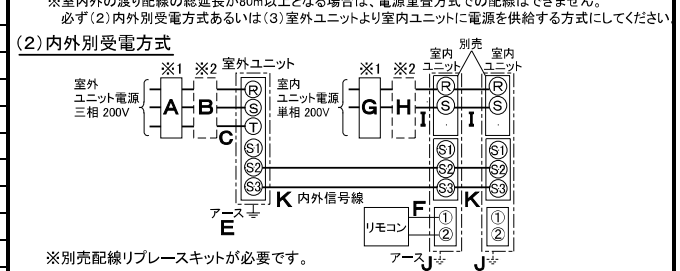 ※室内外の渡り配線の総延長が80m以上となる場合は、電源重畳方式での配線はできません。
必ず(2)内外別受電方式あるいは(3)室外ユニットより室内ユニットに電源を供給する方式にしてください。
(2)内外別受電方式
※1 ※2 室外ユニット
室外
ユニット電源
三相 200V
A B C
R
S
T
S1
S2
S3
アース
E
※1 ※2
室内
ユニット電源
単相 200V
G H I I
室内
ユニット
別売
室内
ユニット
R
S
S1
S2
S3
R
S
S1
S2
S3
K 内外信号線
K
リモコン
F
①
②
①
②
アース J J
※別売配線リプレースキットが必要です。